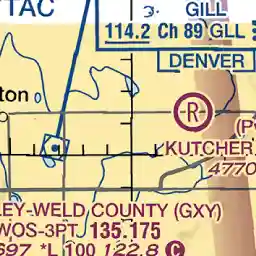 TAC
GILL
114.2 Ch 89 GLL
DENVER
ton
R
(P
KUTCHER
4770
LEY-WELD COUNTY (GXY)
WOS-3PT 135.175
697 *L 100 122.8 C